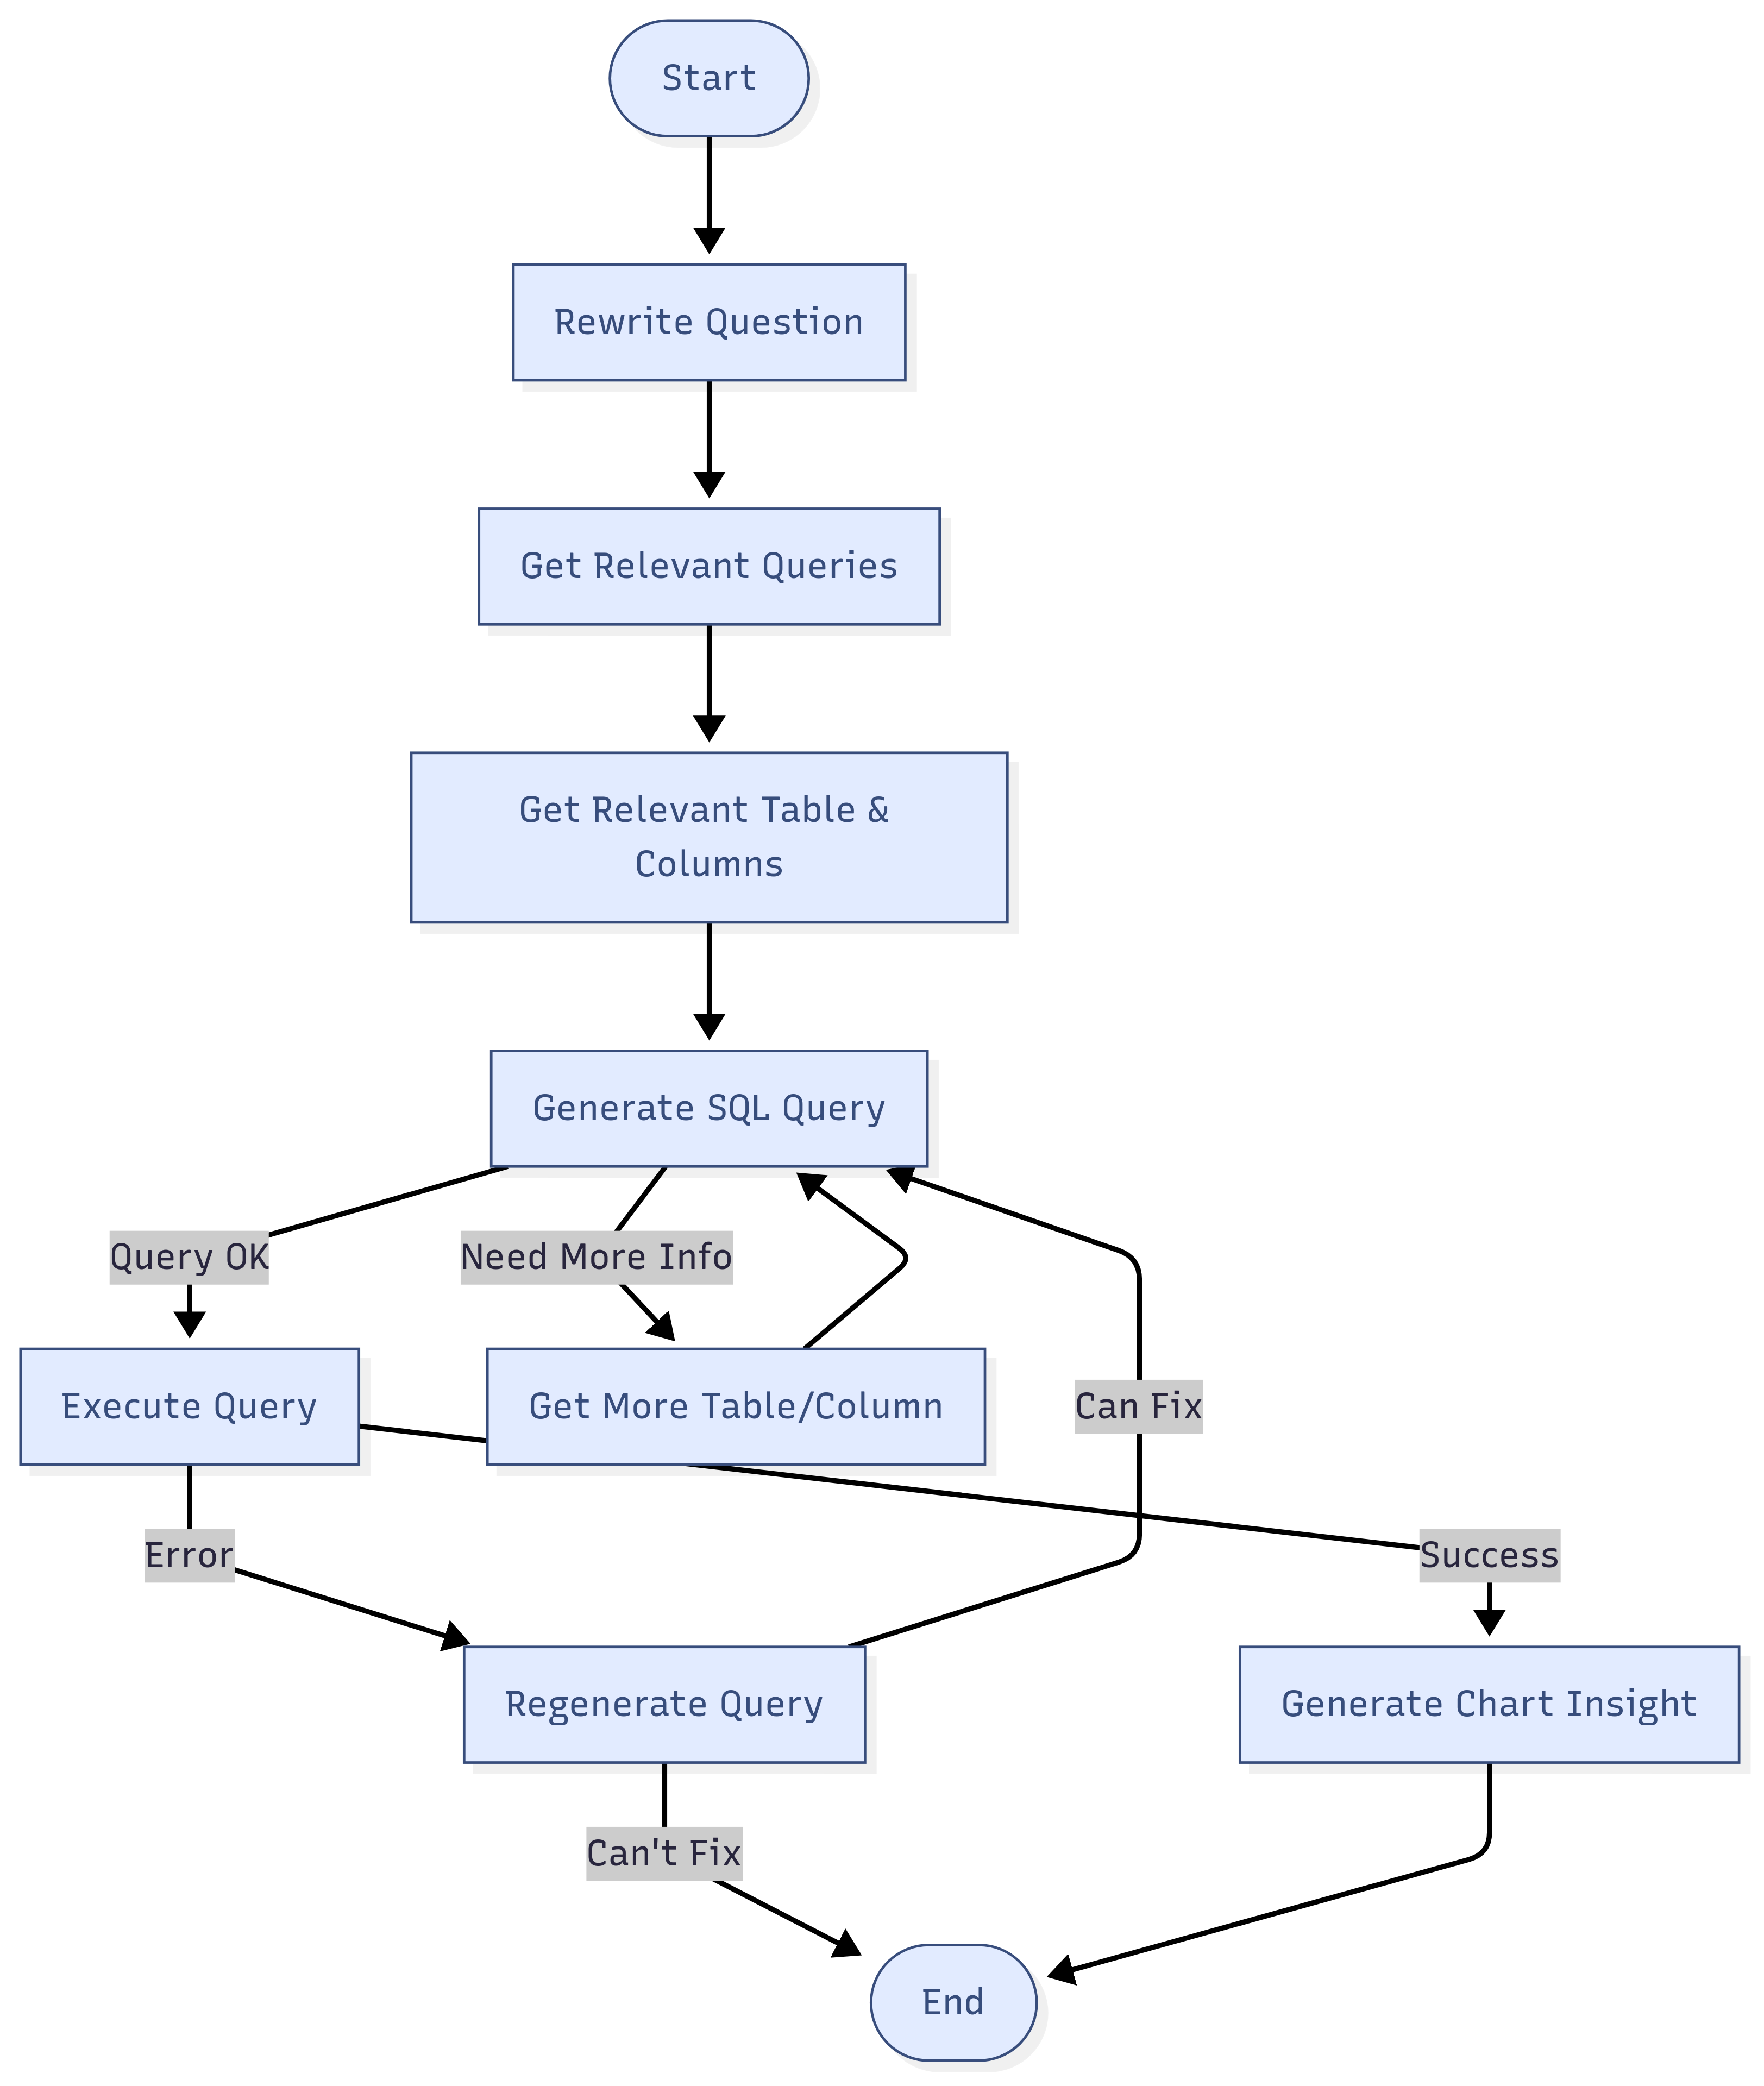 Start
Rewrite Question
Get Relevant Queries
Get Relevant Table &
Columns
Generate SQL Query
Query OK
Need More Info
Execute Query
Get More Table/Column
Can Fix
Error
Success
Regenerate Query
Generate Chart Insight
Can't Fix
End